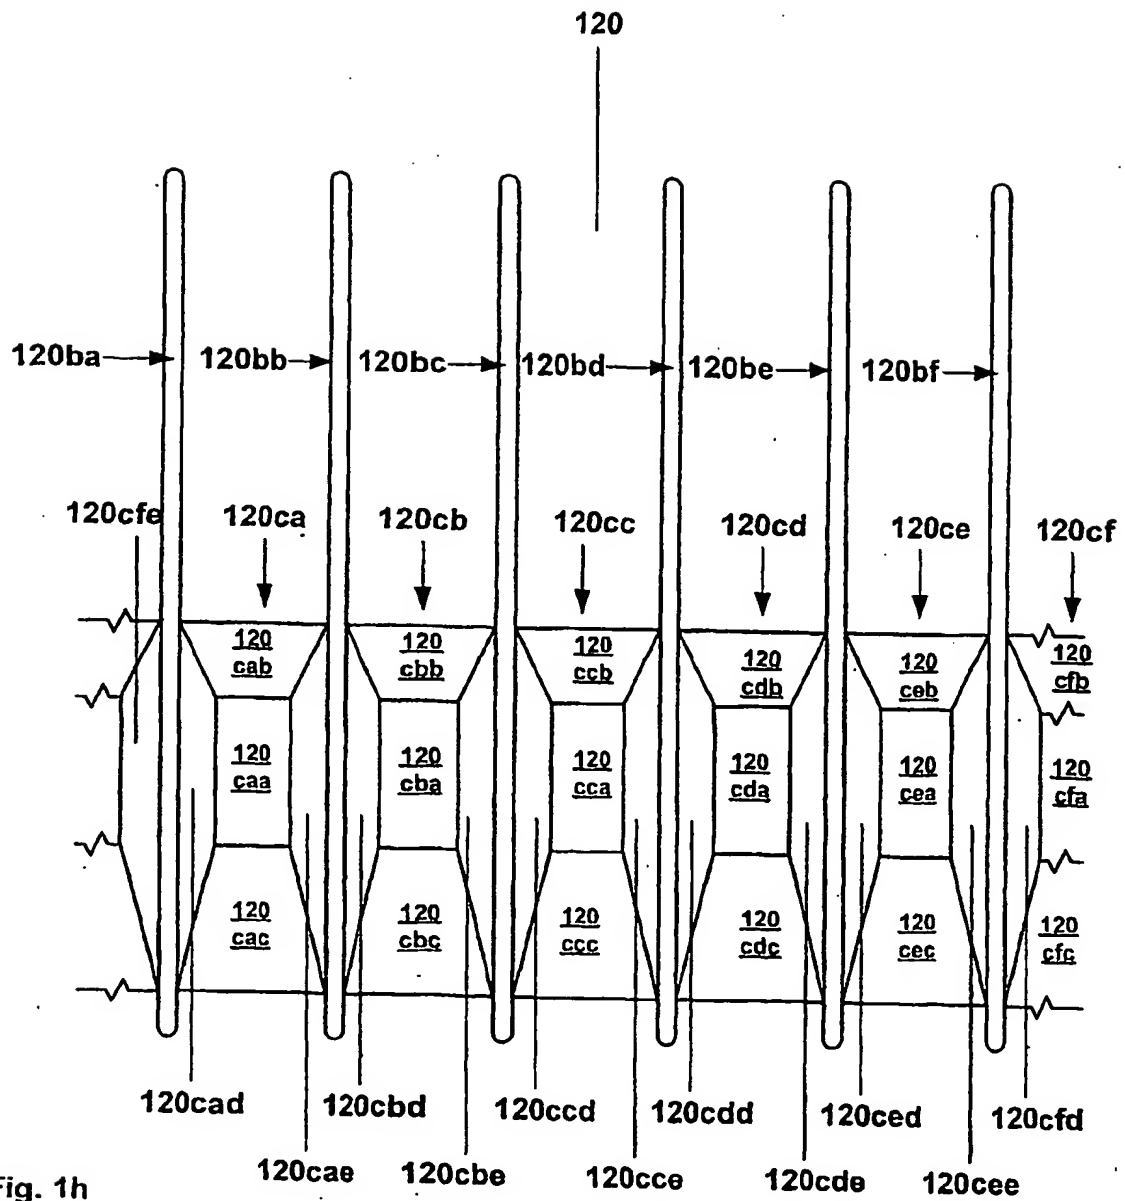 120
120ba 120bb 120bc 120bd 120be 120bf
120cfe 120ca 120cb 120cc 120cd 120ce 120cf
120 120 120 120 120 120
cab cbb ccb cdb ceb cfb
120 120 120 120 120 120
caa cba cca cda cea cfa
120 120 120 120 120 120
cac cbc ccc cdc cec cfc
120cad 120cbd 120ccd 120cdd 120ced 120cfd
120cae 120cbe 120cce 120cde 120cee
Fig. 1h